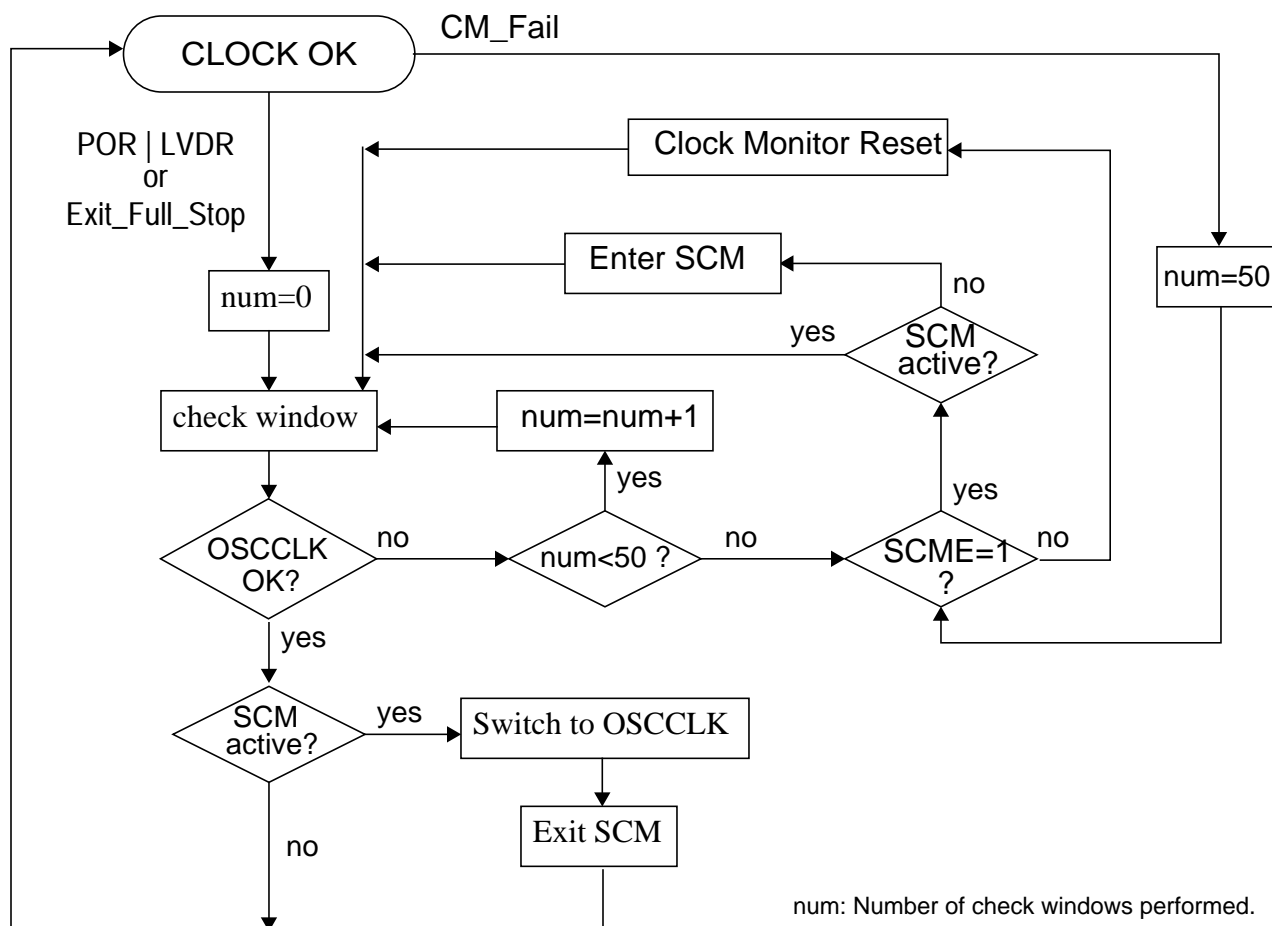 CM_Fail
CLOCK OK
POR | LVDR
or
Exit_Full_Stop
Clock Monitor Reset
Enter SCM
num=50
num=0
no
yes
SCM
active?
check window
num=num+1
yes
yes
OSCCLK
OK?
no
num<50 ?
no
SCME=1
?
no
yes
SCM
active?
yes
Switch to OSCCLK
Exit SCM
no
num: Number of check windows performed.